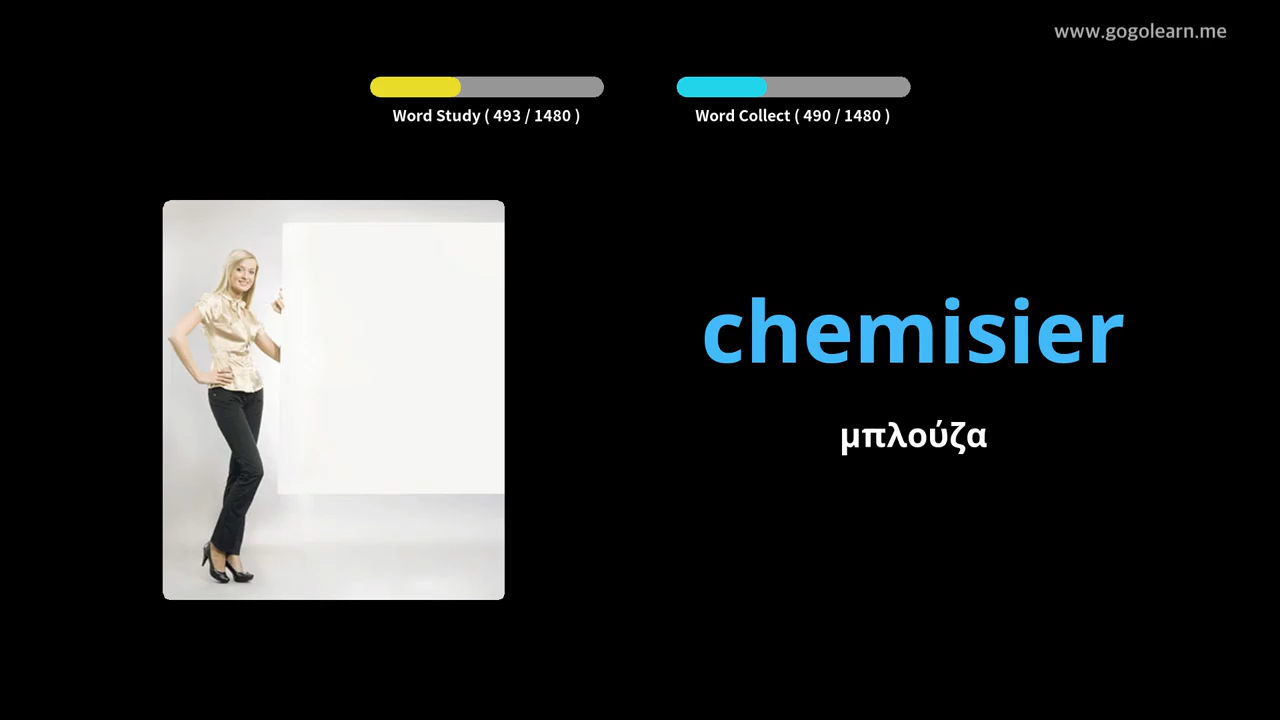 www.gogolearn.me
Word Study ( 493 / 1480 )
Word Collect ( 490 / 1480 )
chemisier
μπλούζα